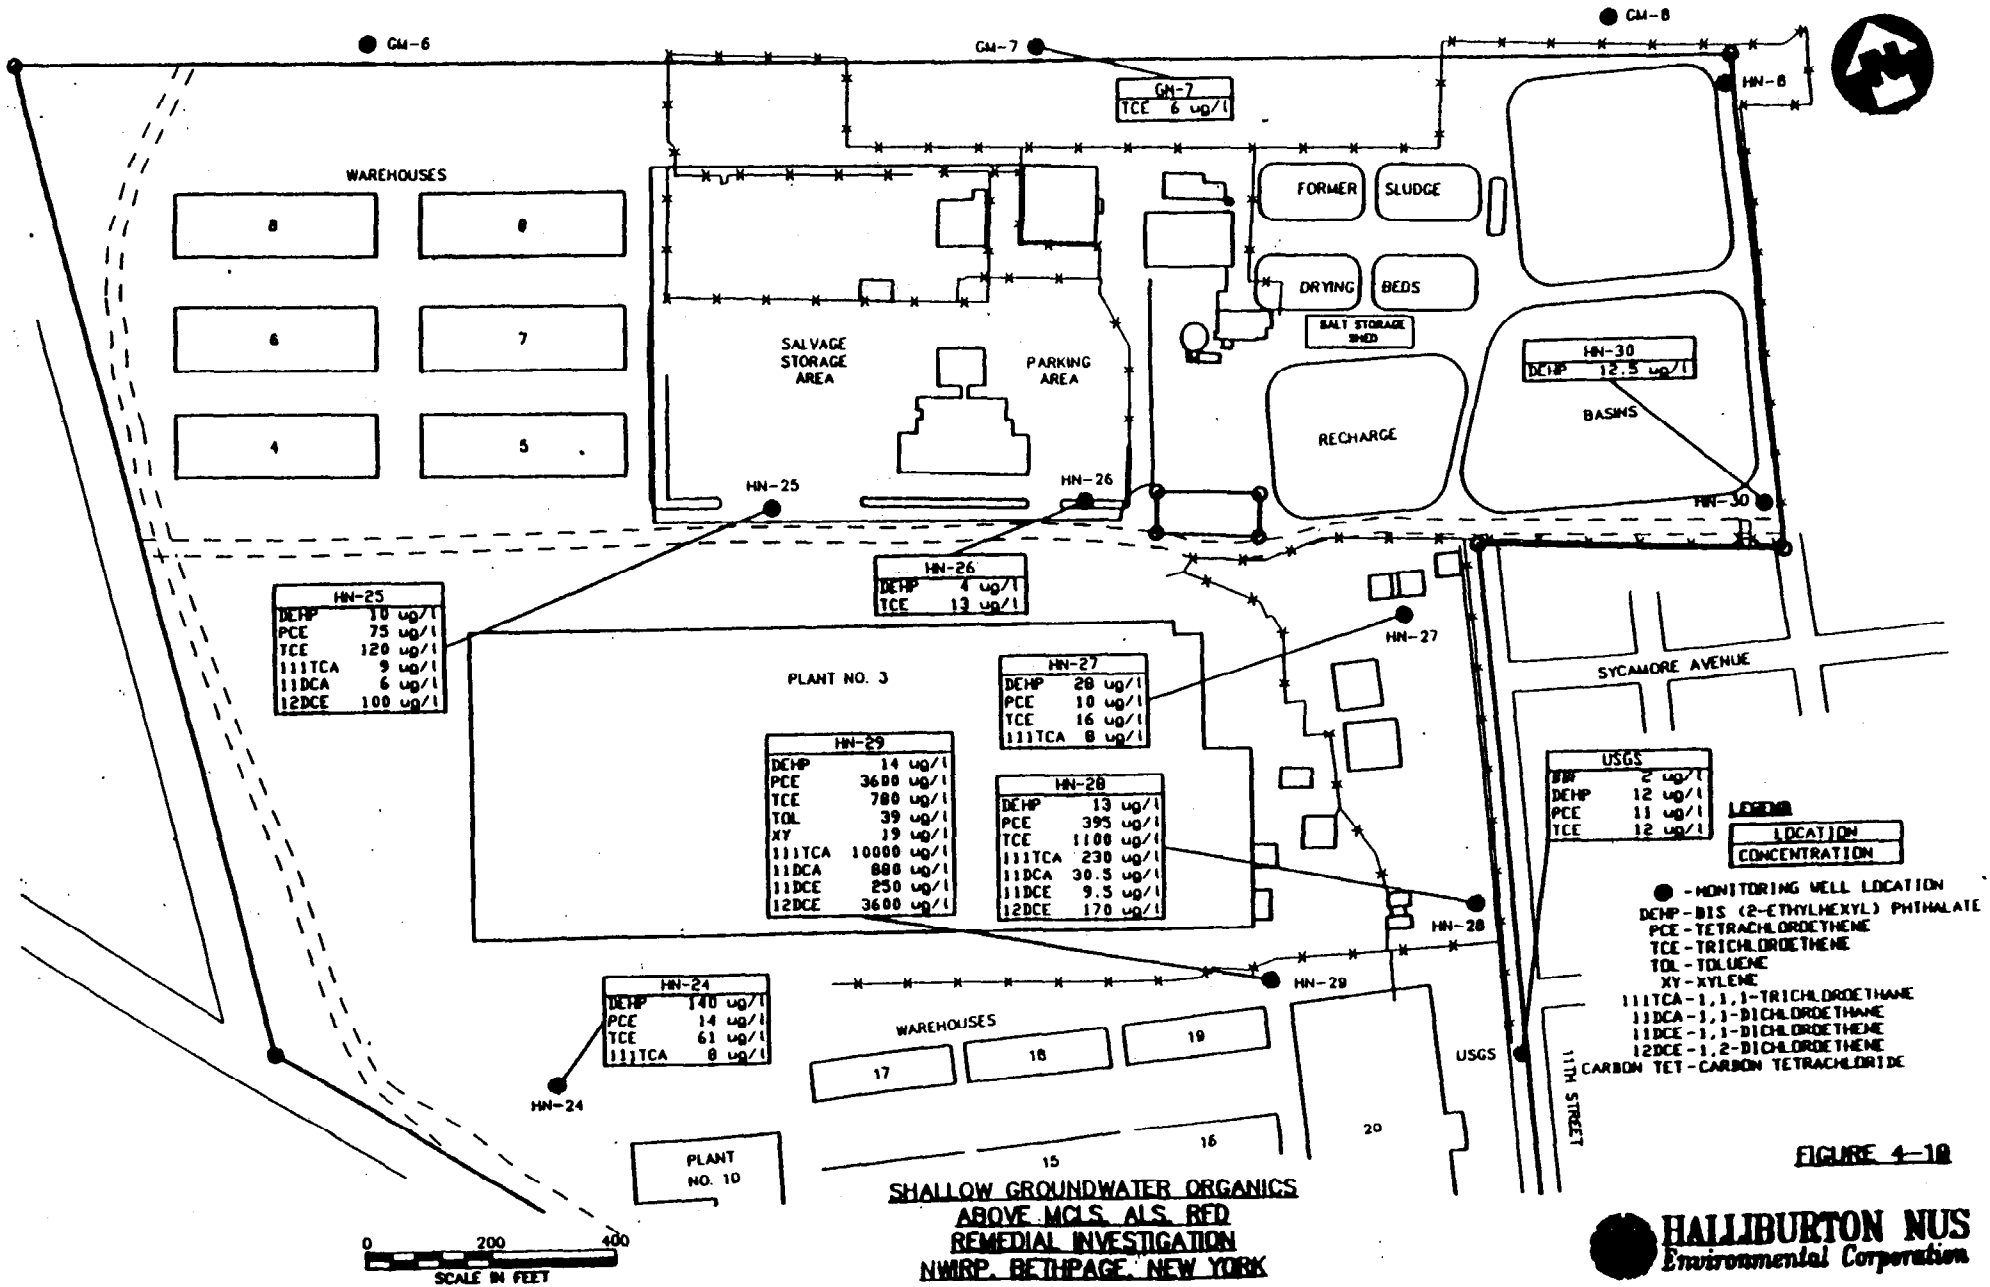 GM-6
GM-7
GM-8
HN-8
GM-7
TCE 6 ug/l
WAREHOUSES
8
9
6
7
4
5
SALVAGE
STORAGE
AREA
PARKING
AREA
FORMER SLUDGE
DRYING BEDS
SALT STORAGE
SHED
RECHARGE
BASINS
HN-30
DEHP 12.5 ug/l
HN-30
HN-25
HN-26
HN-25
DEHP 10 ug/l
PCE 75 ug/l
TCE 120 ug/l
111TCA 9 ug/l
11DCA 6 ug/l
12DCE 100 ug/l
HN-26
DEHP 4 ug/l
TCE 13 ug/l
PLANT NO. 3
HN-27
DEHP 28 ug/l
PCE 10 ug/l
TCE 16 ug/l
111TCA 8 ug/l
HN-27
SYCAMORE AVENUE
HN-29
DEHP 14 ug/l
PCE 3600 ug/l
TCE 780 ug/l
TOL 39 ug/l
XY 19 ug/l
111TCA 10000 ug/l
11DCA 880 ug/l
11DCE 250 ug/l
12DCE 3600 ug/l
HN-28
DEHP 13 ug/l
PCE 395 ug/l
TCE 1100 ug/l
111TCA 230 ug/l
11DCA 30.5 ug/l
11DCE 9.5 ug/l
12DCE 170 ug/l
HN-28
HN-29
USGS
2 ug/l
DEHP 12 ug/l
PCE 11 ug/l
TCE 12 ug/l
LEGEND
LOCATION
CONCENTRATION
- MONITORING WELL LOCATION
DEHP - BIS (2-ETHYLHEXYL) PHTHALATE
PCE - TETRACHLOROETHENE
TCE - TRICHLOROETHENE
TOL - TOLUENE
XY - XYLENE
111TCA - 1,1,1-TRICHLOROETHANE
11DCA - 1,1-DICHLOROETHANE
11DCE - 1,1-DICHLOROETHENE
12DCE - 1,2-DICHLOROETHENE
CARBON TET - CARBON TETRACHLORIDE
HN-24
DEHP 140 ug/l
PCE 14 ug/l
TCE 61 ug/l
111TCA 8 ug/l
HN-24
WAREHOUSES
17
18
19
15
16
20
USGS
11TH STREET
PLANT
NO. 10
FIGURE 4-10
SHALLOW GROUNDWATER ORGANICS
ABOVE MCLS, ALS, RFD
REMEDIAL INVESTIGATION
NWIRP, BETHPAGE, NEW YORK
0 200 400
SCALE IN FEET
HALLIBURTON NUS
Environmental Corporation